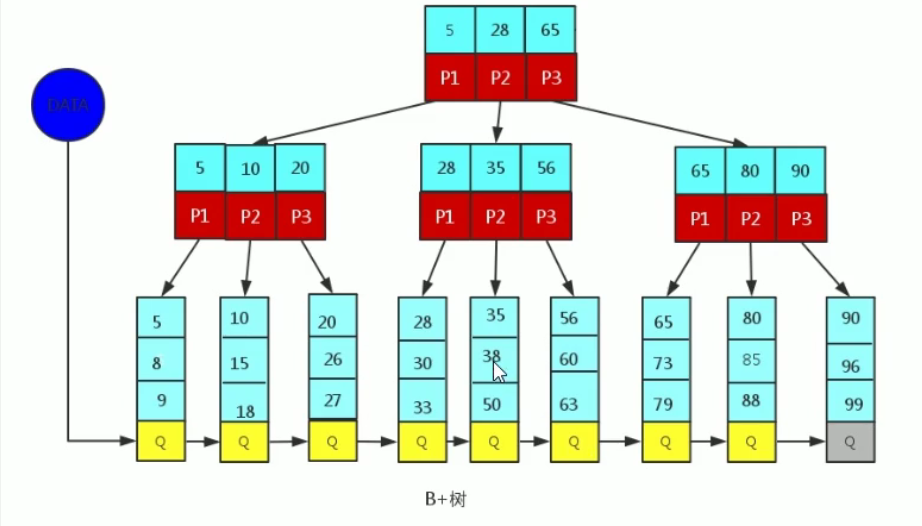 5 28 65
P1 P2 P3
DATA
5 10 20
P1 P2 P3
28 35 56
P1 P2 P3
65 80 90
P1 P2 P3
5 10 20 28 35 56 65 80 90
8 15 26 30 38 60 73 85 96
9 18 27 33 50 63 79 88 99
Q Q Q Q Q Q Q Q Q
B+树